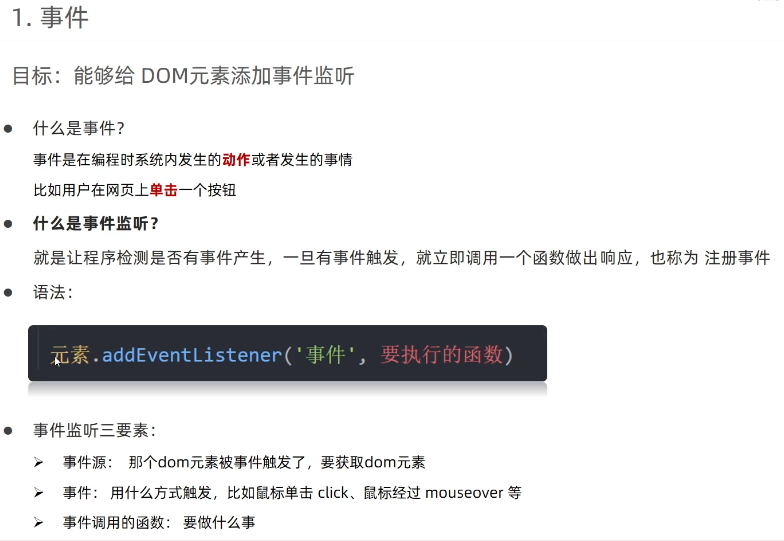 1. 事件
目标：能够给 DOM元素添加事件监听
什么是事件？
事件是在编程时系统内发生的动作或者发生的事情
比如用户在网页上单击一个按钮
什么是事件监听？
就是让程序检测是否有事件产生，一旦有事件触发，就立即调用一个函数做出响应，也称为 注册事件
语法：
元素.addEventListener('事件', 要执行的函数)
事件监听三要素：
事件源： 那个dom元素被事件触发了，要获取dom元素
事件： 用什么方式触发，比如鼠标单击 click、鼠标经过 mouseover 等
事件调用的函数： 要做什么事